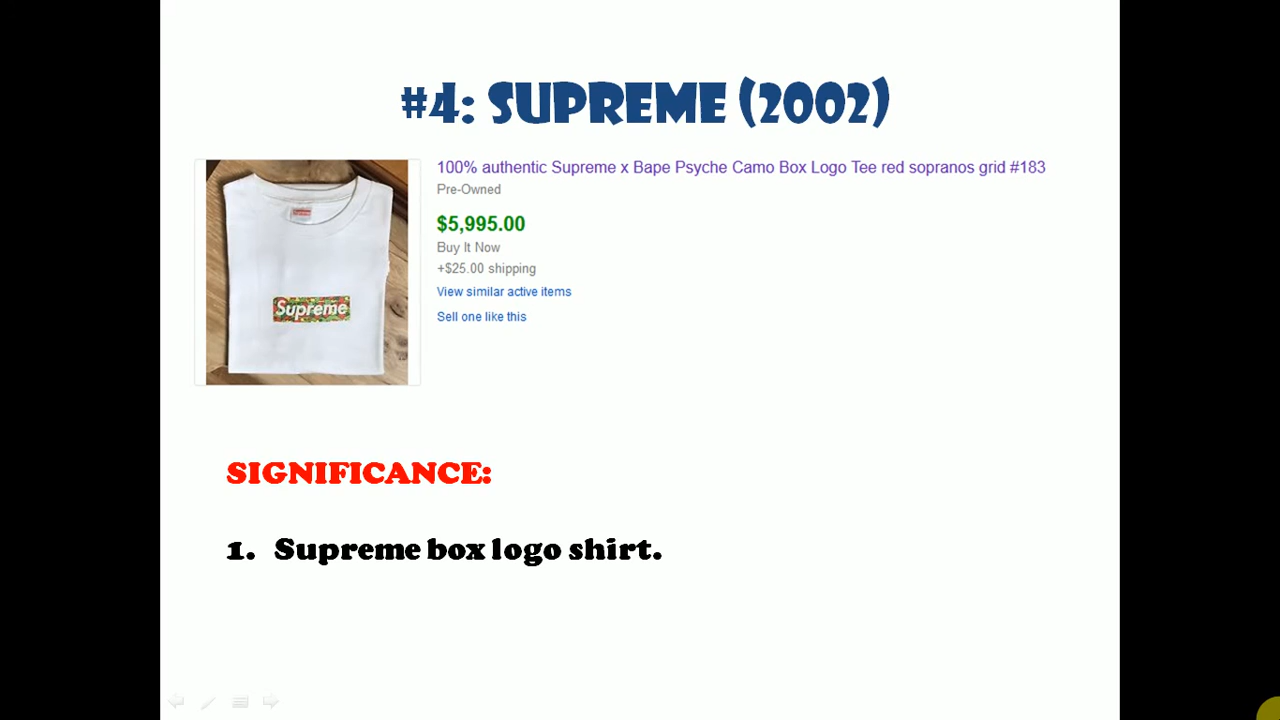 #4: SUPREME (2002)
100% authentic Supreme x Bape Psyche Camo Box Logo Tee red sopranos grid #183
Pre-Owned
$5,995.00
Buy It Now
+$25.00 shipping
View similar active items
Sell one like this
Supreme
SIGNIFICANCE:
1. Supreme box logo shirt.